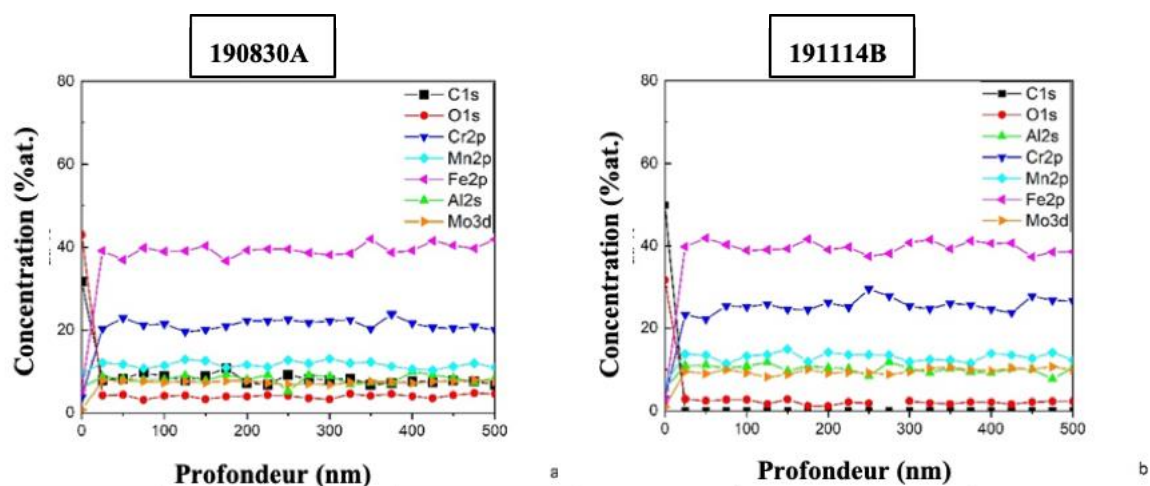 190830A
80
60
40
20
0
Concentration (%at.)
C1s
O1s
Cr2p
Mn2p
Fe2p
Al2s
Mo3d
0 100 200 300 400 500
Profondeur (nm)
a
191114B
80
60
40
20
0
Concentration (%at.)
C1s
O1s
Al2s
Cr2p
Mn2p
Fe2p
Mo3d
0 100 200 300 400 500
Profondeur (nm)
b